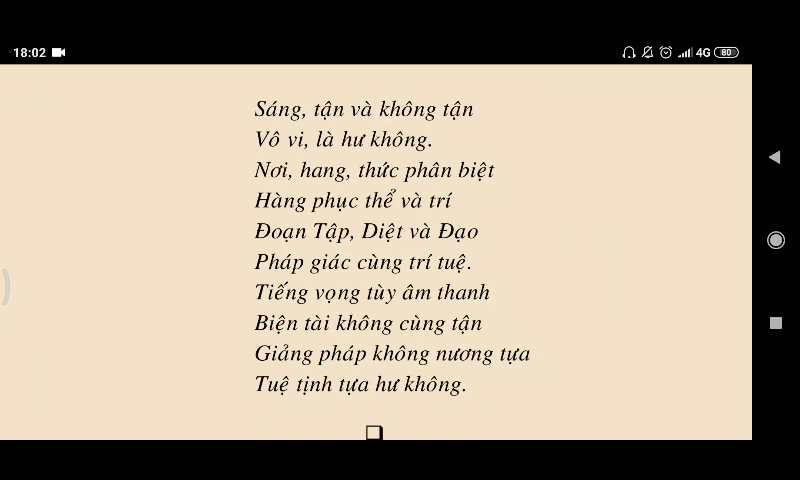 18:02
4G 80
Sáng, tận và không tận
Vô vi, là hư không.
Nơi, hang, thức phân biệt
Hàng phục thể và trí
Đoạn Tập, Diệt và Đạo
Pháp giác cùng trí tuệ.
Tiếng vọng tùy âm thanh
Biện tài không cùng tận
Giảng pháp không nương tựa
Tuệ tịnh tựa hư không.